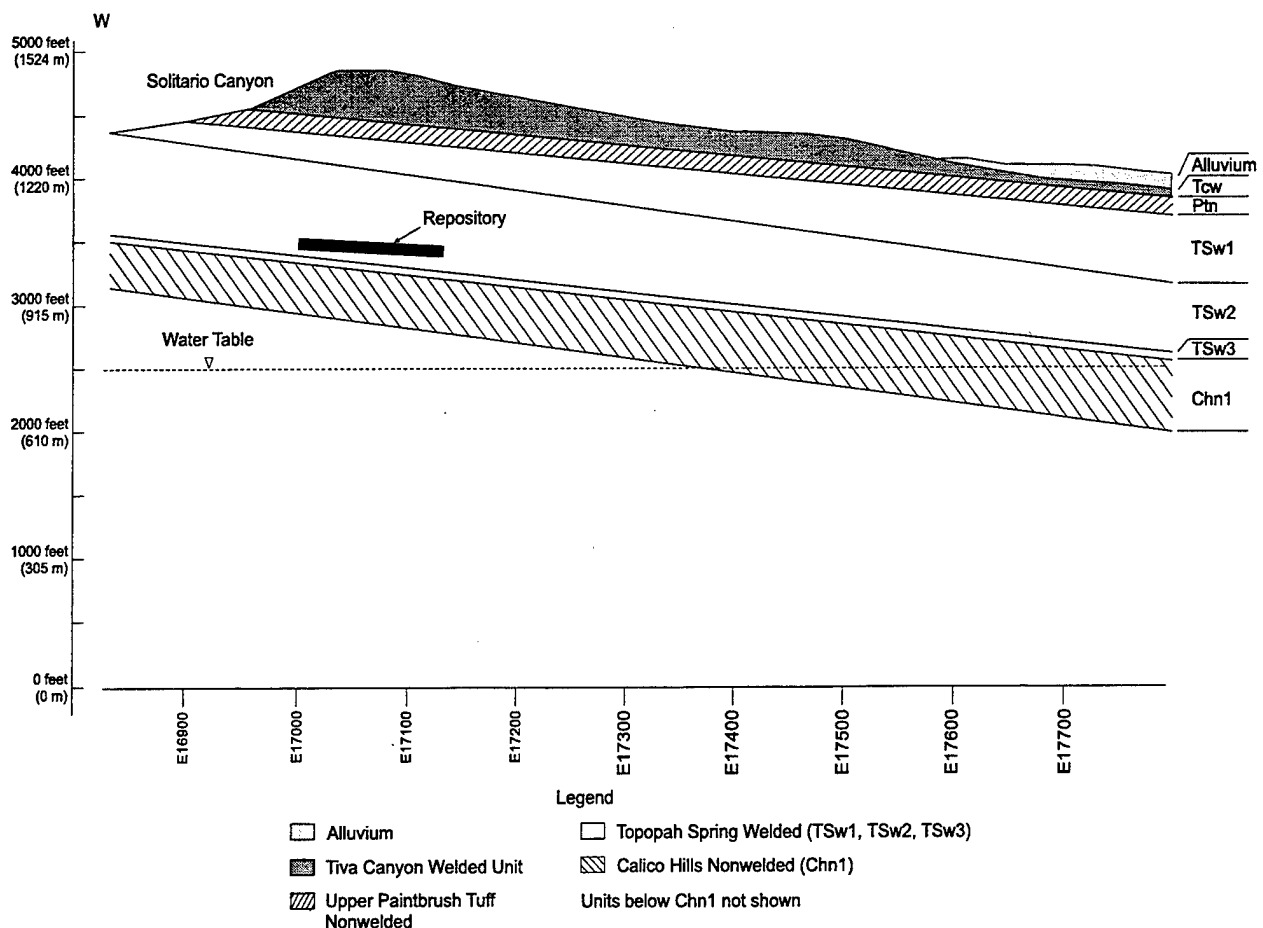 W
5000 feet
(1524 m)
Solitario Canyon
4000 feet
(1220 m)
Alluvium
Tcw
Ptn
Repository
TSw1
3000 feet
(915 m)
TSw2
Water Table
TSw3
Chn1
2000 feet
(610 m)
1000 feet
(305 m)
0 feet
(0 m)
E16900
E17000
E17100
E17200
E17300
E17400
E17500
E17600
E17700
Legend
Alluvium
Topopah Spring Welded (TSw1, TSw2, TSw3)
Tiva Canyon Welded Unit
Calico Hills Nonwelded (Chn1)
Upper Paintbrush Tuff
Nonwelded
Units below Chn1 not shown